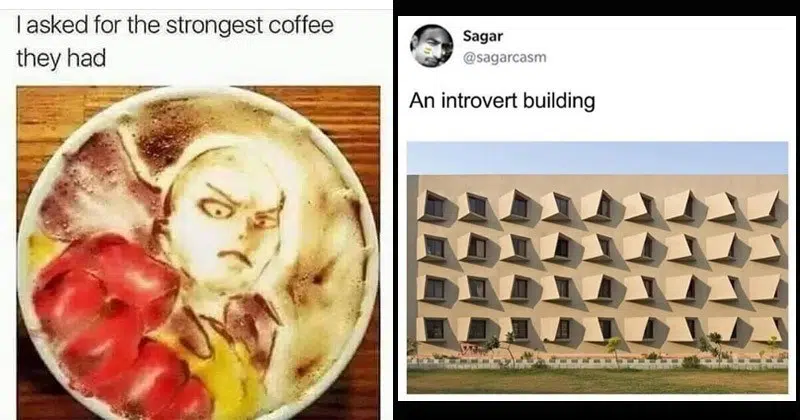 I asked for the strongest coffee
they had
Sagar
@sagarcasm
An introvert building